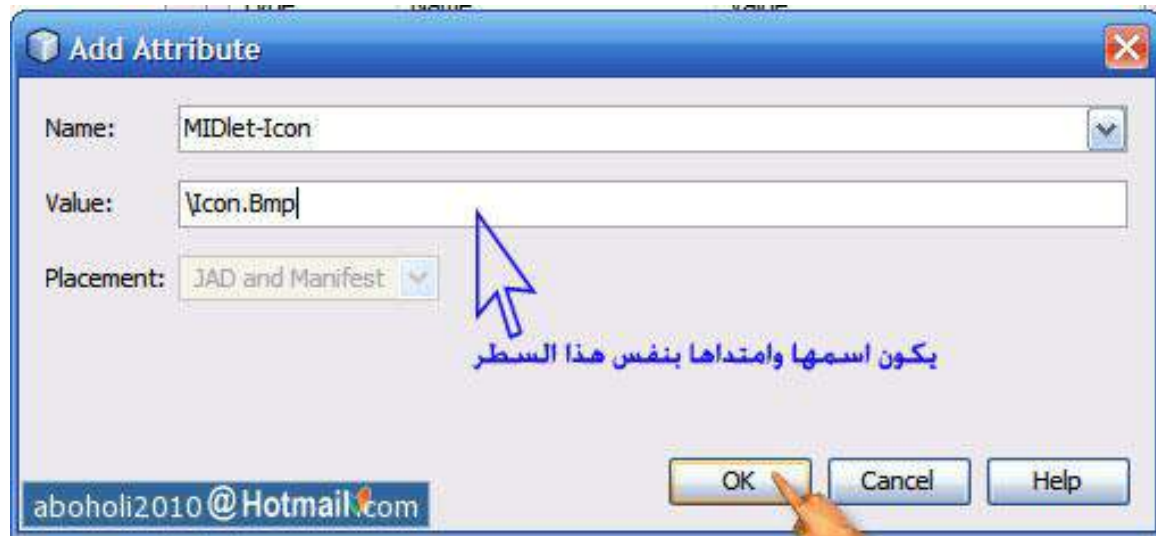 Add Attribute
Name: MIDlet-Icon
Value: \Icon.Bmp
Placement: JAD and Manifest
يكون اسمها وامتداها بنفس هذا السطر
OK Cancel Help
aboholi2010@Hotmail.com